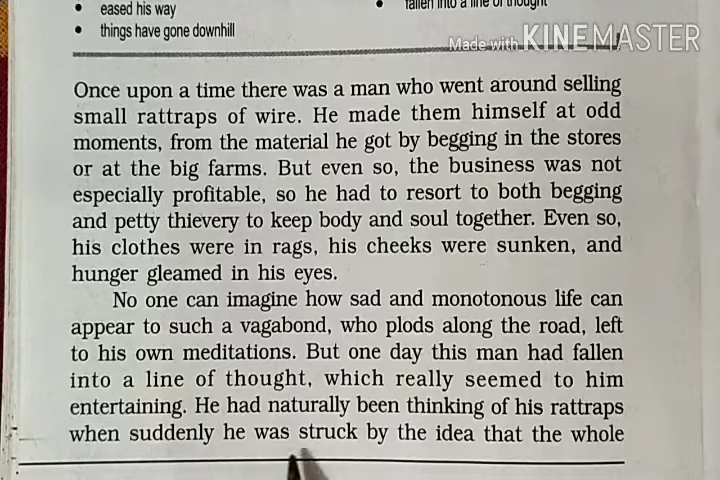 eased his way
fallen into a line of thought
things have gone downhill
Made with KINEMASTER
Once upon a time there was a man who went around selling
small rattraps of wire. He made them himself at odd
moments, from the material he got by begging in the stores
or at the big farms. But even so, the business was not
especially profitable, so he had to resort to both begging
and petty thievery to keep body and soul together. Even so,
his clothes were in rags, his cheeks were sunken, and
hunger gleamed in his eyes.
No one can imagine how sad and monotonous life can
appear to such a vagabond, who plods along the road, left
to his own meditations. But one day this man had fallen
into a line of thought, which really seemed to him
entertaining. He had naturally been thinking of his rattraps
when suddenly he was struck by the idea that the whole